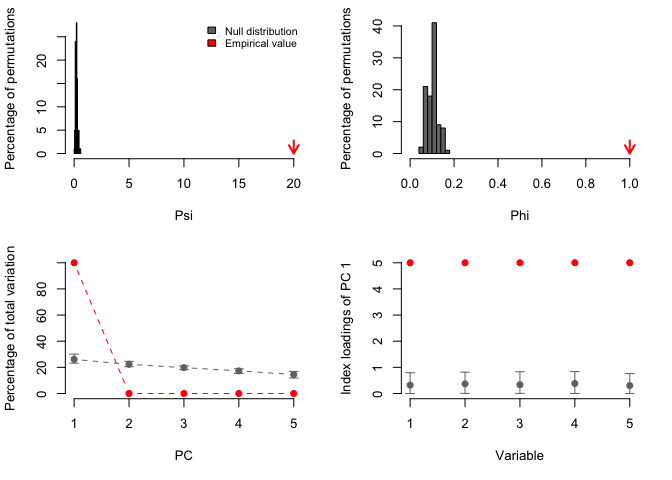 Percentage of permutations
0 5 10 20
Null distribution
Empirical value
0 5 10 15 20
Psi
Percentage of permutations
0 10 20 30 40
0.0 0.2 0.4 0.6 0.8 1.0
Phi
Percentage of total variation
0 20 40 60 80
1 2 3 4 5
PC
Index loadings of PC 1
0 1 2 3 4 5
1 2 3 4 5
Variable